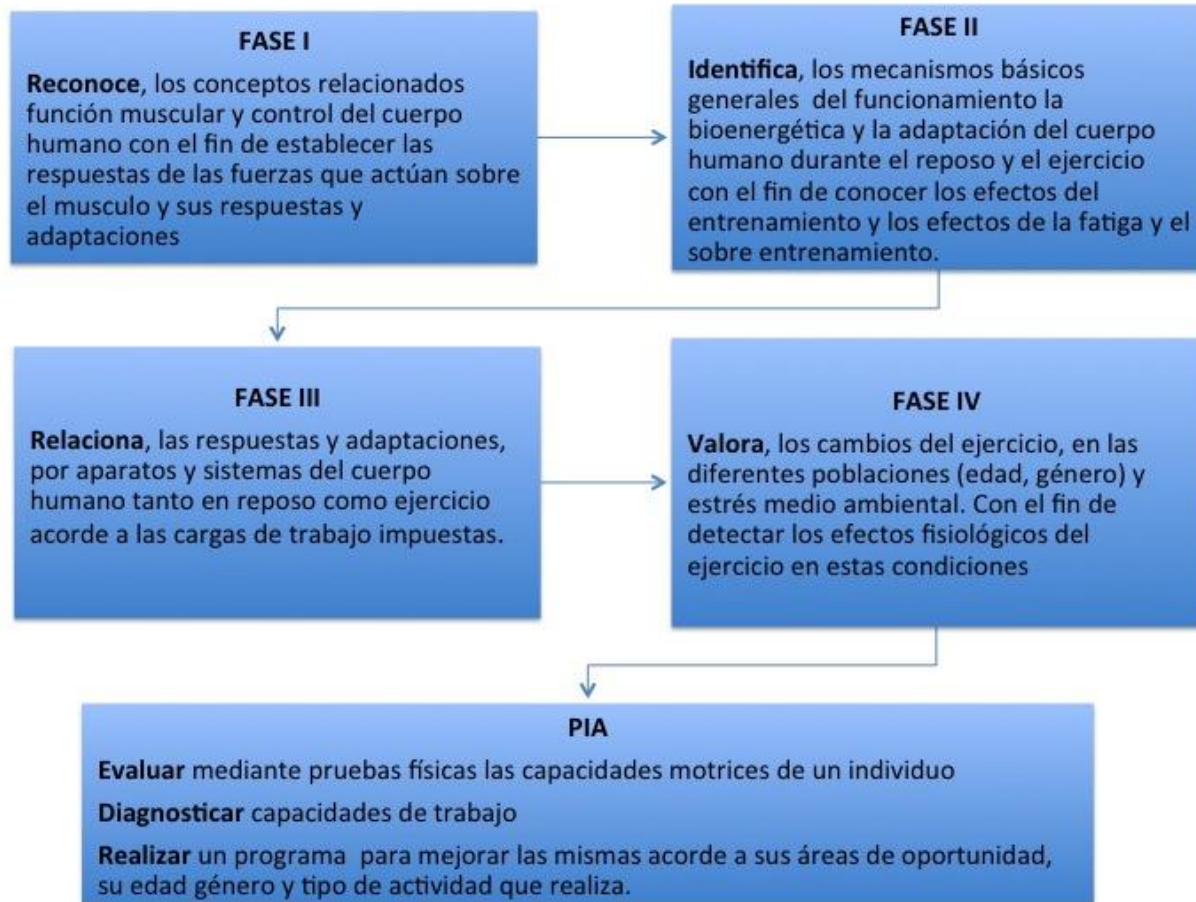 FASE I
Reconoce, los conceptos relacionados
función muscular y control del cuerpo
humano con el fin de establecer las
respuestas de las fuerzas que actúan sobre
el musculo y sus respuestas y
adaptaciones
FASE II
Identifica, los mecanismos básicos
generales del funcionamiento la
bioenergética y la adaptación del cuerpo
humano durante el reposo y el ejercicio
con el fin de conocer los efectos del
entrenamiento y los efectos de la fatiga y el
sobre entrenamiento.
FASE III
Relaciona, las respuestas y adaptaciones,
por aparatos y sistemas del cuerpo
humano tanto en reposo como ejercicio
acorde a las cargas de trabajo impuestas.
FASE IV
Valora, los cambios del ejercicio, en las
diferentes poblaciones (edad, género) y
estrés medio ambiental. Con el fin de
detectar los efectos fisiológicos del
ejercicio en estas condiciones
PIA
Evaluar mediante pruebas físicas las capacidades motrices de un individuo
Diagnosticar capacidades de trabajo
Realizar un programa para mejorar las mismas acorde a sus áreas de oportunidad,
su edad género y tipo de actividad que realiza.